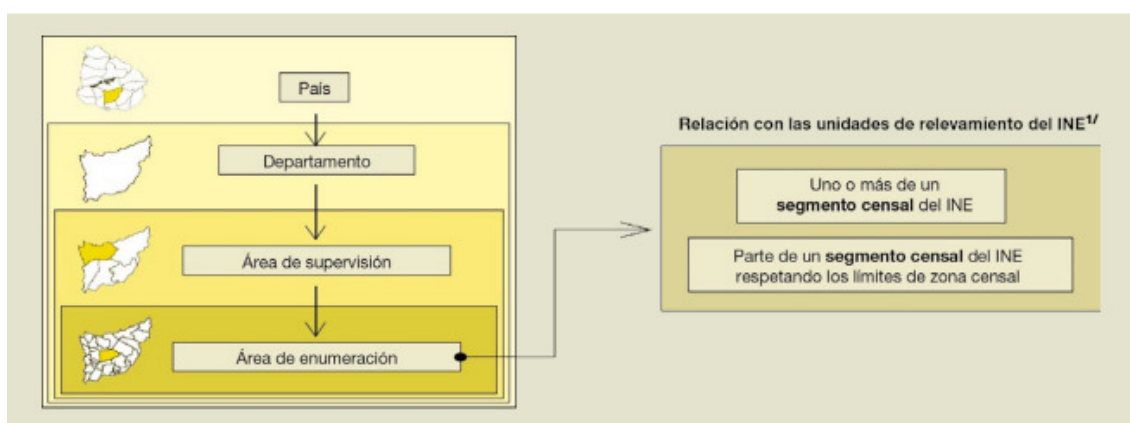 País
Departamento
Área de supervisión
Área de enumeración
Relación con las unidades de relevamiento del INE1/
Uno o más de un
segmento censal del INE
Parte de un segmento censal del INE
respetando los límites de zona censal